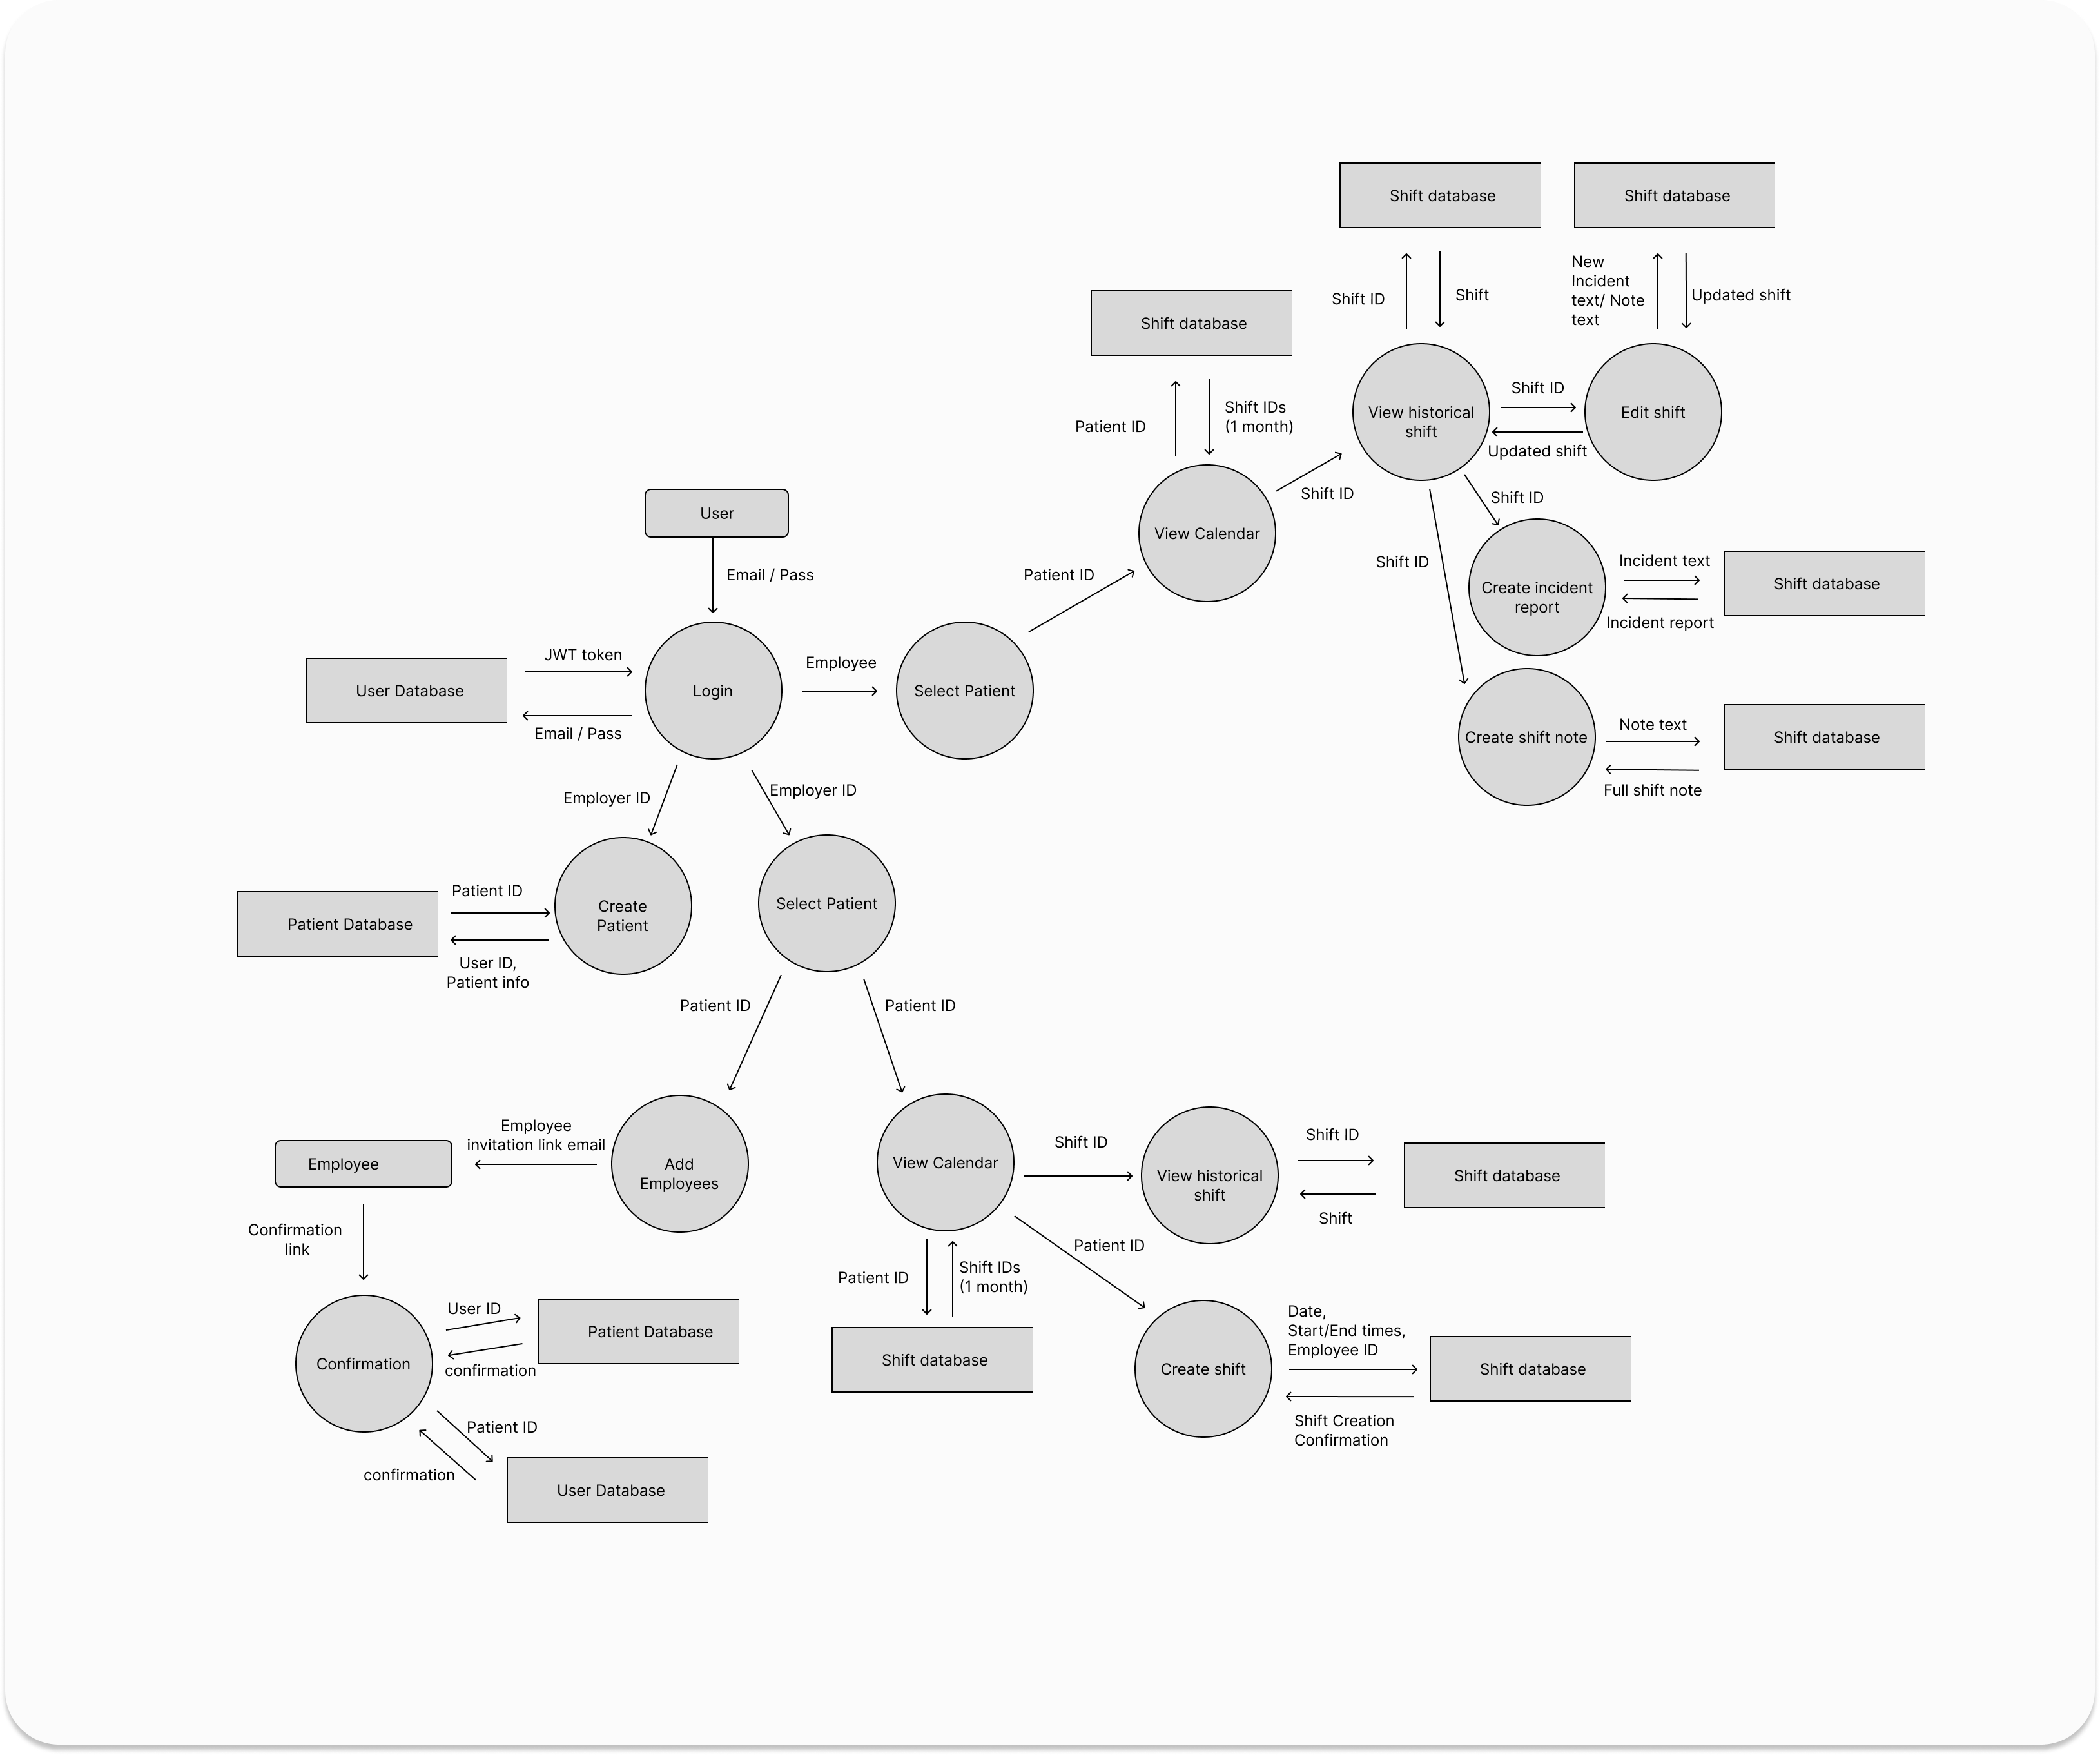 Shift database
Shift database
New
Incident
text/ Note
text
Shift ID
Shift
Updated shift
Shift database
Shift ID
View historical
shift
Edit shift
Updated shift
Patient ID
Shift IDs
(1 month)
Shift ID
Shift ID
User
View Calendar
Shift ID
Email / Pass
Patient ID
Create incident
report
Incident text
Incident report
Shift database
JWT token
Employee
User Database
Login
Select Patient
Email / Pass
Create shift note
Note text
Full shift note
Shift database
Employer ID
Employer ID
Patient ID
Patient Database
Create
Patient
Select Patient
User ID,
Patient info
Patient ID
Patient ID
Employee
invitation link email
Employee
Add
Employees
View Calendar
Shift ID
View historical
shift
Shift ID
Shift
Shift database
Confirmation
link
Patient ID
Shift IDs
(1 month)
Patient ID
User ID
Patient Database
Confirmation
confirmation
Shift database
Create shift
Date,
Start/End times,
Employee ID
Shift database
Shift Creation
Confirmation
Patient ID
confirmation
User Database